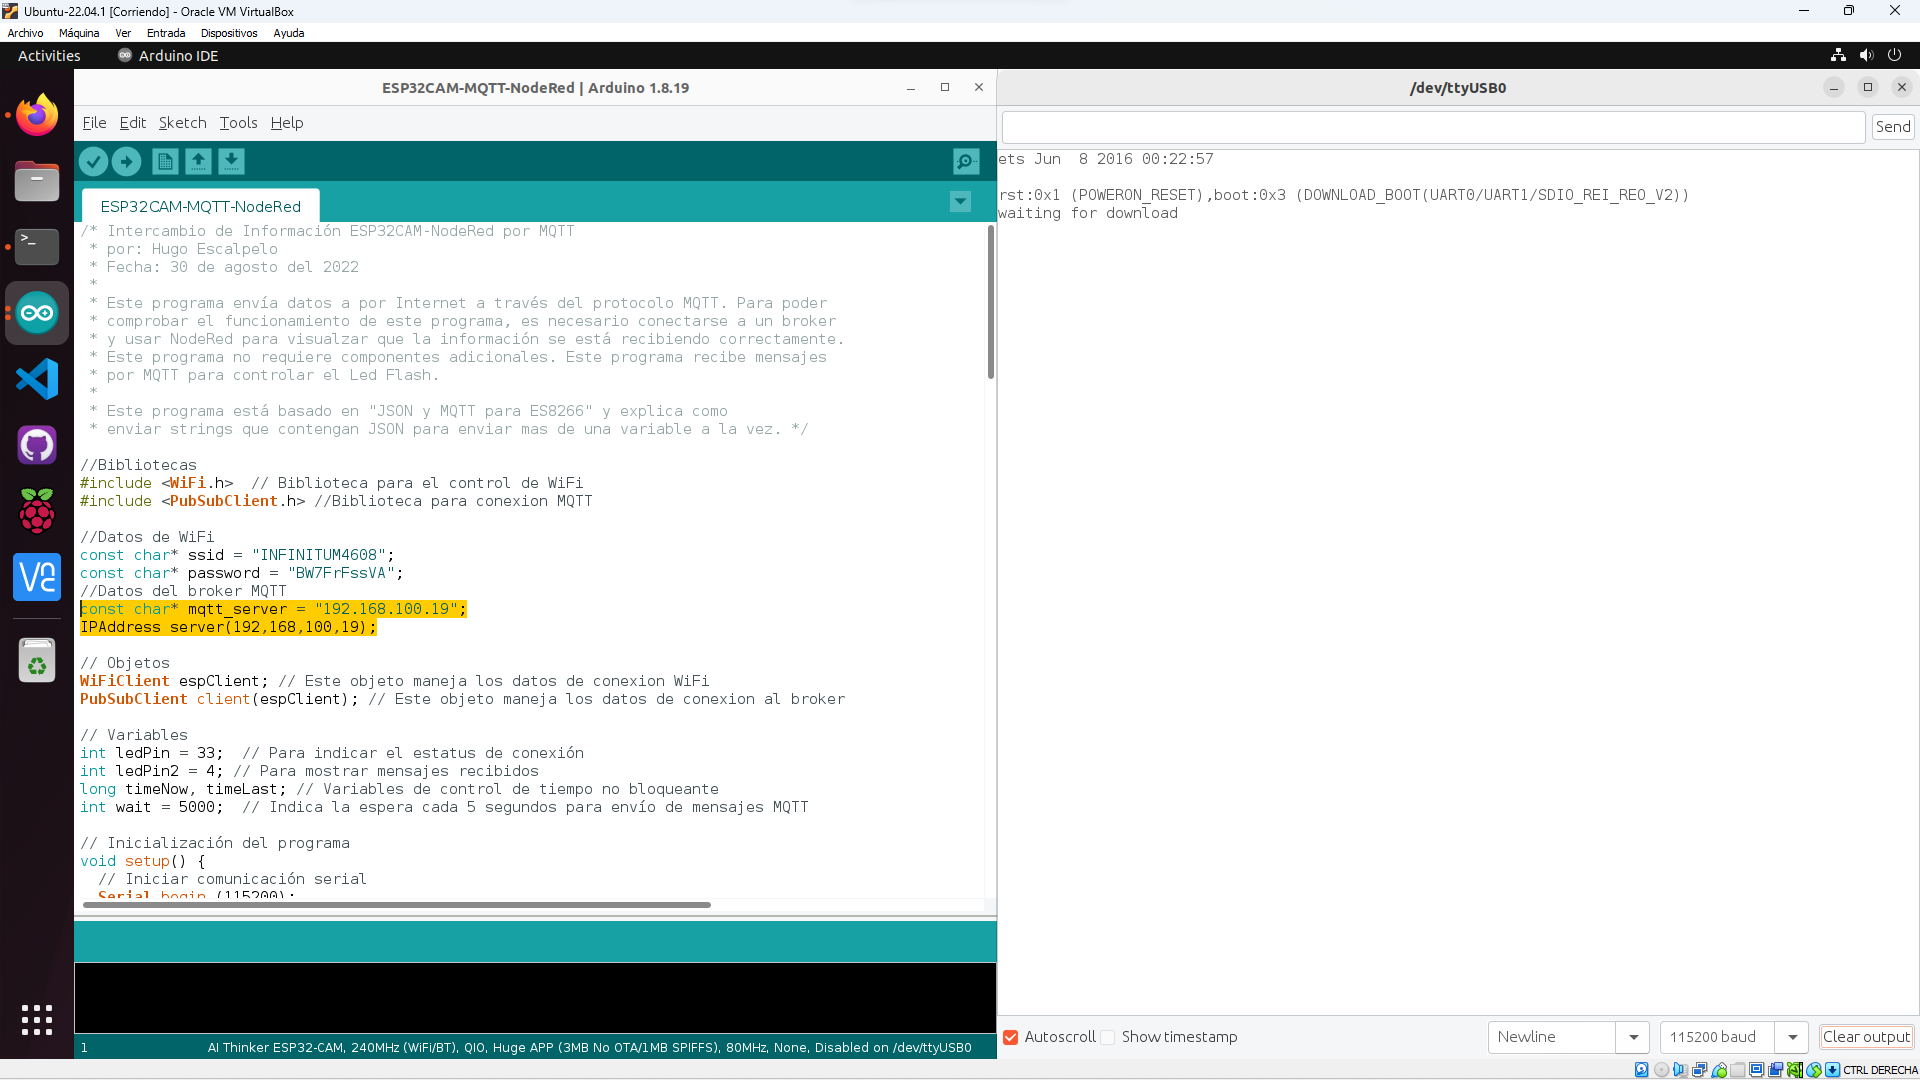 Ubuntu-22.04.1 [Corriendo] - Oracle VM VirtualBox
Archivo Máquina Ver Entrada Dispositivos Ayuda
Activities Arduino IDE
ESP32CAM-MQTT-NodeRed | Arduino 1.8.19
File Edit Sketch Tools Help
ESP32CAM-MQTT-NodeRed
/* Intercambio de Información ESP32CAM-NodeRed por MQTT
 * por: Hugo Escalpelo
 * Fecha: 30 de agosto del 2022
 *
 * Este programa envía datos a por Internet a través del protocolo MQTT. Para poder
 * comprobar el funcionamiento de este programa, es necesario conectarse a un broker
 * y usar NodeRed para visualzar que la información se está recibiendo correctamente.
 * Este programa no requiere componentes adicionales. Este programa recibe mensajes
 * por MQTT para controlar el Led Flash.
 *
 * Este programa está basado en "JSON y MQTT para ES8266" y explica como
 * enviar strings que contengan JSON para enviar mas de una variable a la vez. */
//Bibliotecas
#include <WiFi.h>  // Biblioteca para el control de WiFi
#include <PubSubClient.h> //Biblioteca para conexion MQTT
//Datos de WiFi
const char* ssid = "INFINITUM4608";
const char* password = "BW7FrFssVA";
//Datos del broker MQTT
const char* mqtt_server = "192.168.100.19";
IPAddress server(192,168,100,19);
// Objetos
WiFiClient espClient; // Este objeto maneja los datos de conexion WiFi
PubSubClient client(espClient); // Este objeto maneja los datos de conexion al broker
// Variables
int ledPin = 33;  // Para indicar el estatus de conexión
int ledPin2 = 4; // Para mostrar mensajes recibidos
long timeNow, timeLast; // Variables de control de tiempo no bloqueante
int wait = 5000;  // Indica la espera cada 5 segundos para envío de mensajes MQTT
// Inicialización del programa
void setup() {
  // Iniciar comunicación serial
  Serial.begin (115200);
1 AI Thinker ESP32-CAM, 240MHz (WiFi/BT), QIO, Huge APP (3MB No OTA/1MB SPIFFS), 80MHz, None, Disabled on /dev/ttyUSB0
/dev/ttyUSB0
Send
ets Jun  8 2016 00:22:57
rst:0x1 (POWERON_RESET),boot:0x3 (DOWNLOAD_BOOT(UART0/UART1/SDIO_REI_REO_V2))
waiting for download
Autoscroll Show timestamp Newline 115200 baud Clear output
CTRL DERECHA